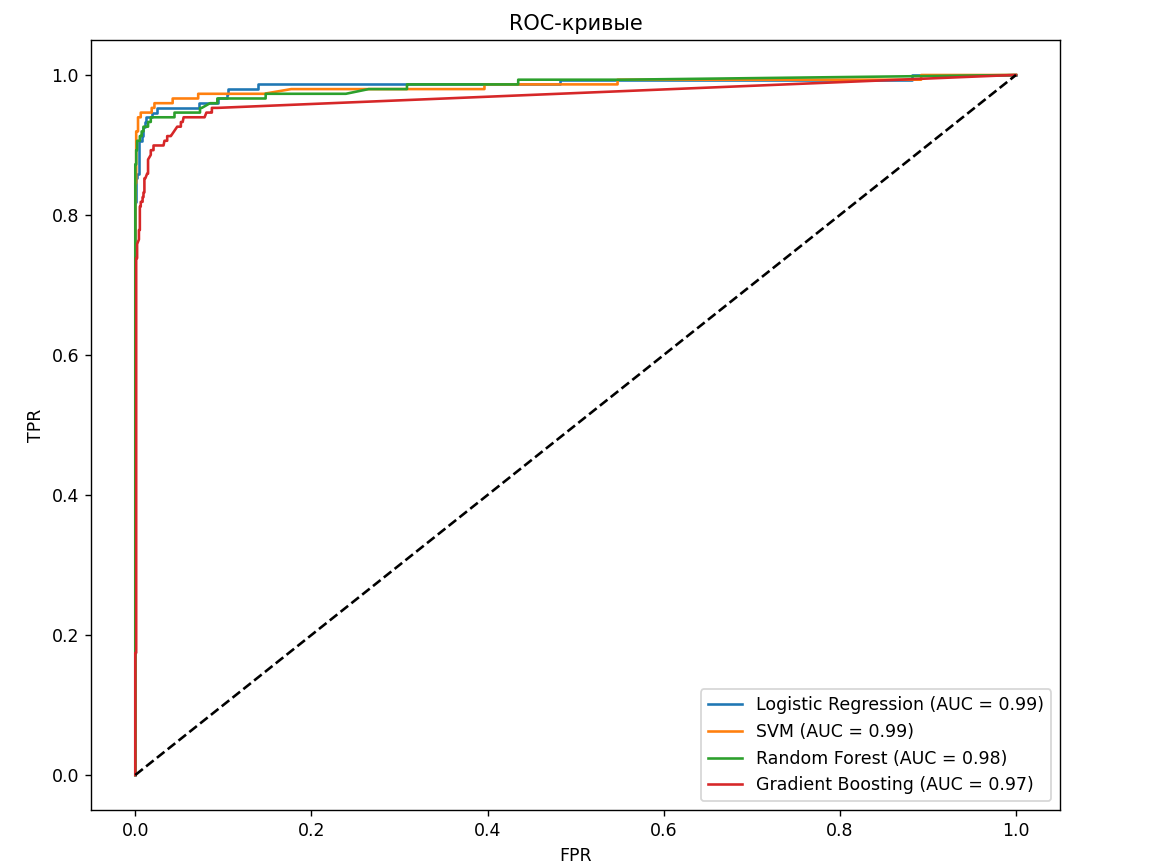 ROC-кривые
1.0
0.8
0.6
0.4
0.2
0.0
TPR
0.0 0.2 0.4 0.6 0.8 1.0
FPR
Logistic Regression (AUC = 0.99)
SVM (AUC = 0.99)
Random Forest (AUC = 0.98)
Gradient Boosting (AUC = 0.97)